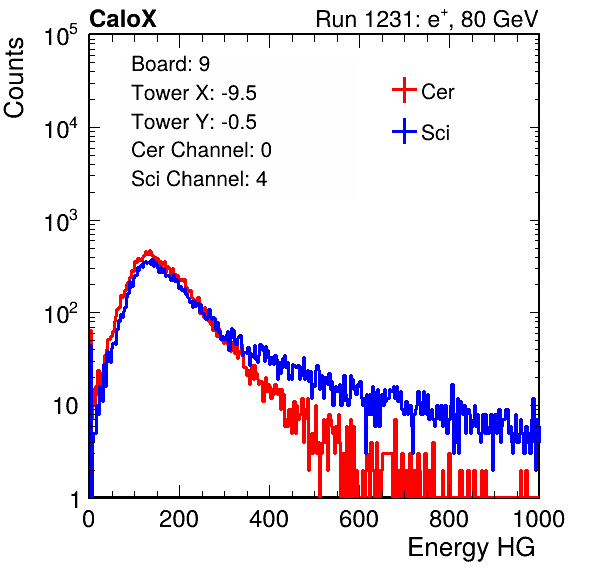 CaloX Run 1231: e⁺, 80 GeV
Counts
10⁵
10⁴
10³
10²
10
1
Board: 9
Tower X: -9.5
Tower Y: -0.5
Cer Channel: 0
Sci Channel: 4
Cer
Sci
0 200 400 600 800 1000
Energy HG